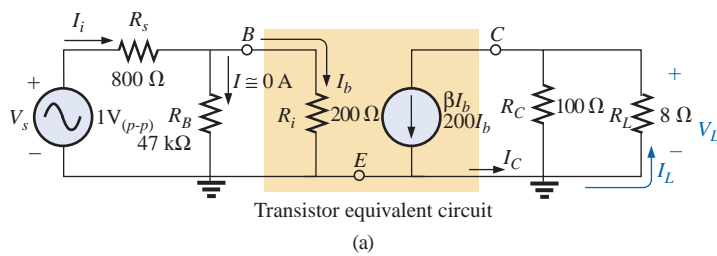 I_i
R_s
800 Ω
B
C
+
V_s
1V_(p-p)
−
R_B
47 kΩ
I ≅ 0 A
I_b
R_i
200 Ω
βI_b
200I_b
R_C
100 Ω
R_L
8 Ω
+
V_L
−
E
I_C
I_L
Transistor equivalent circuit
(a)